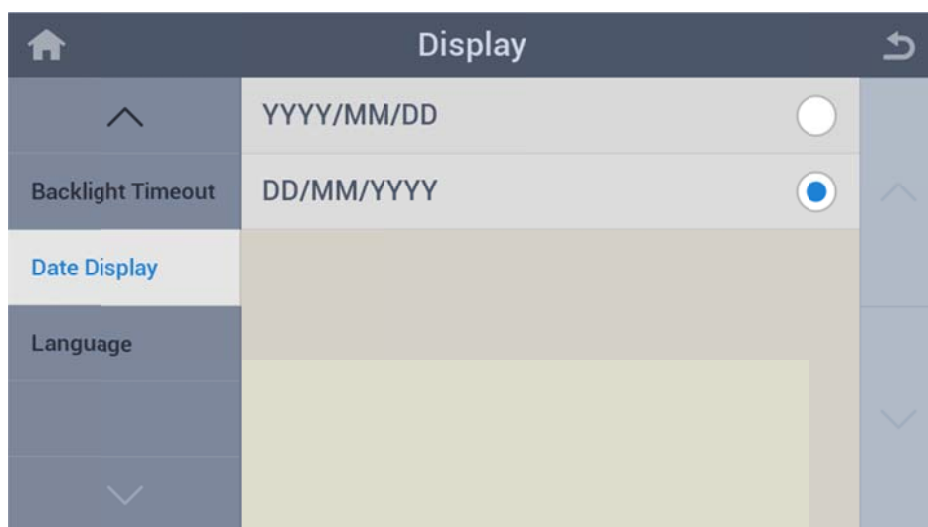 Display
YYYY/MM/DD
Backlight Timeout
DD/MM/YYYY
Date Display
Language